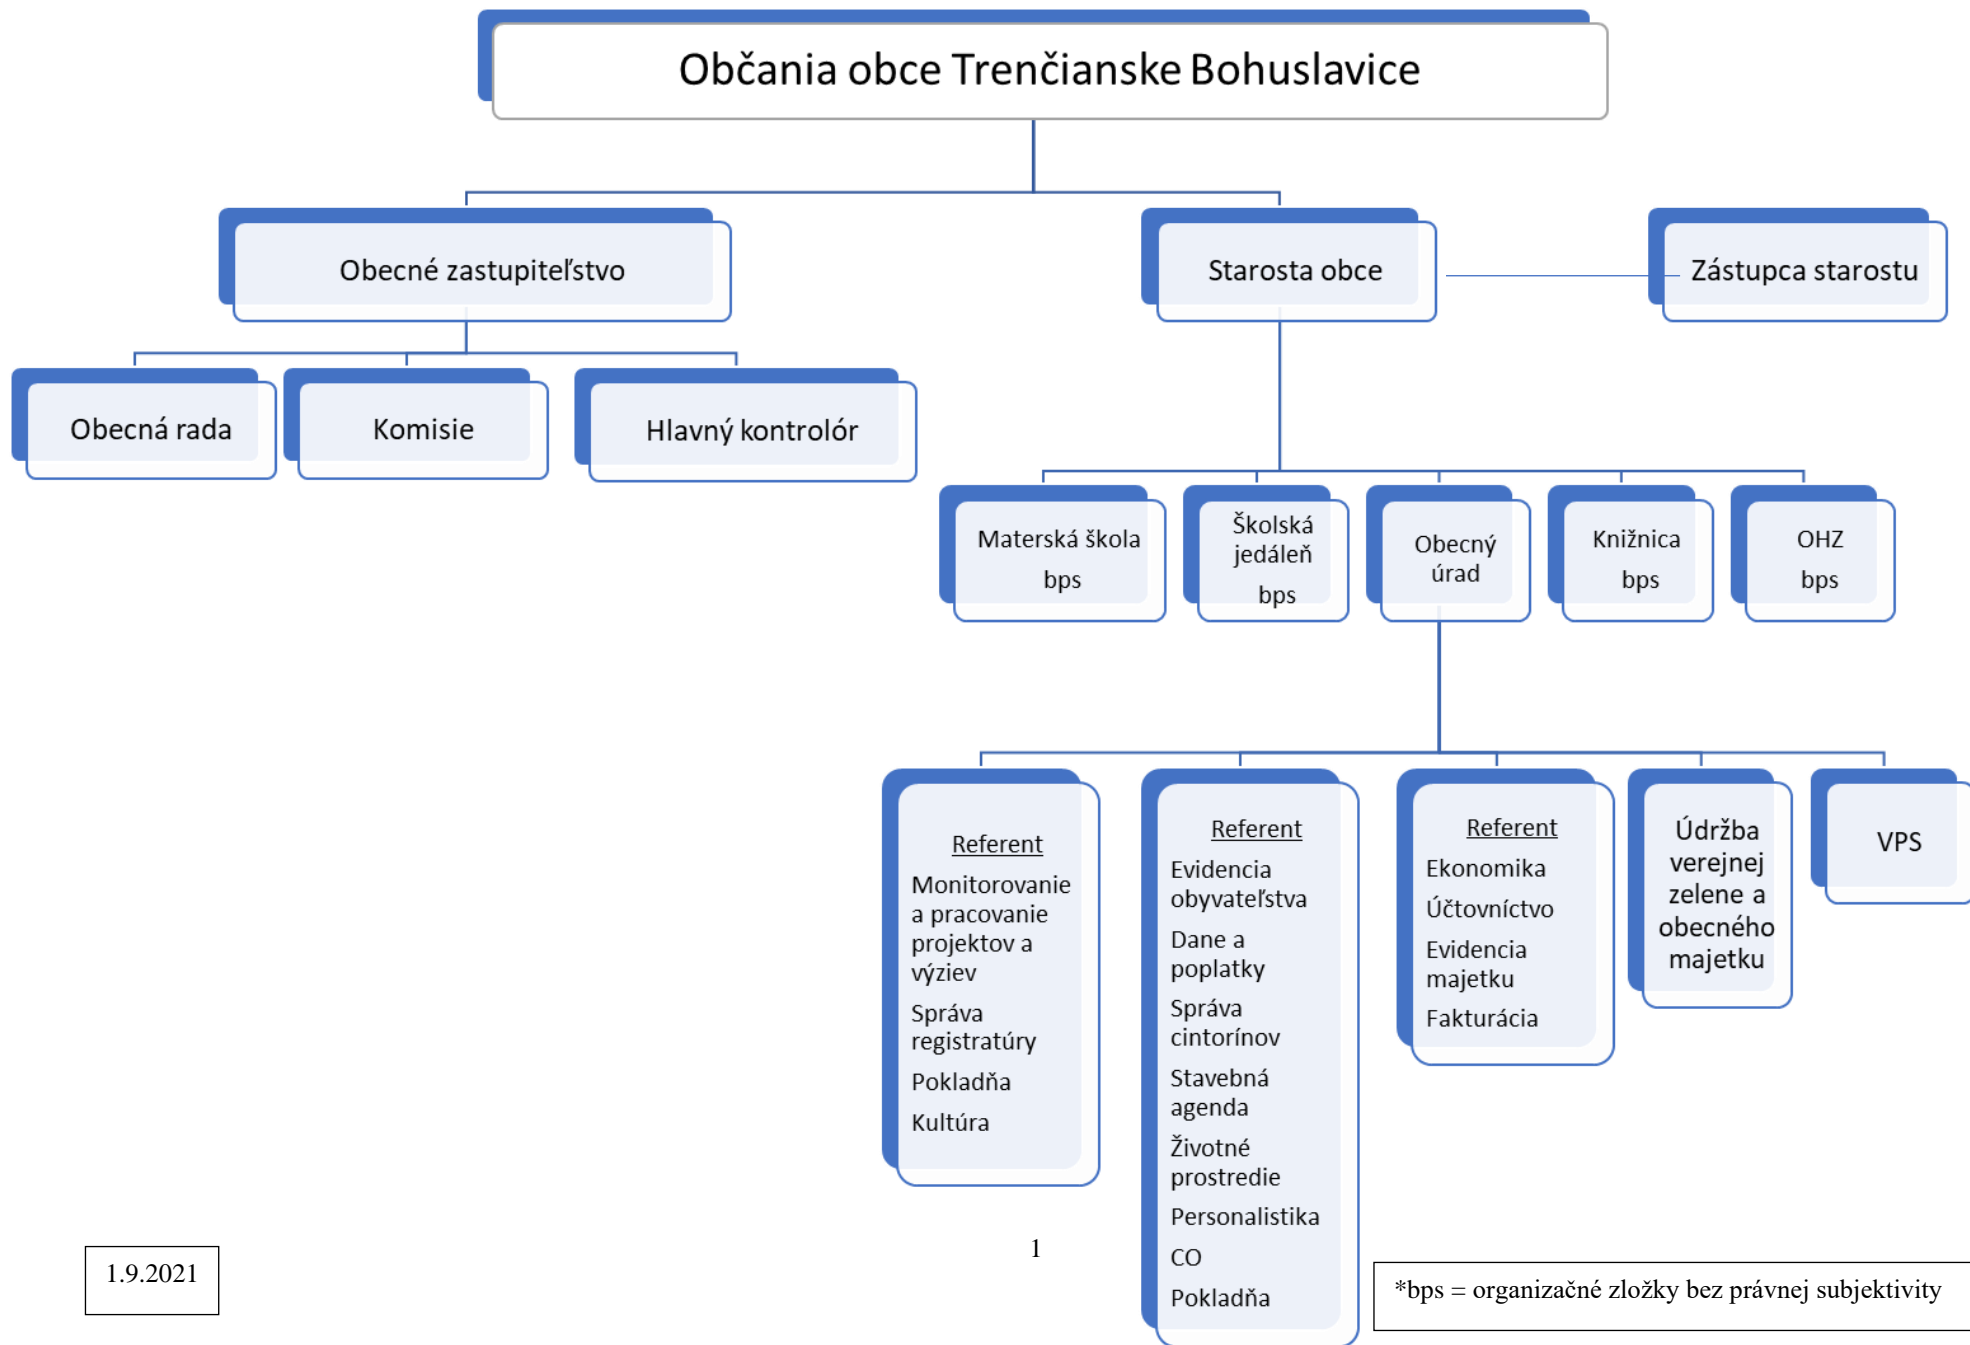 Občania obce Trenčianske Bohuslavice
Obecné zastupiteľstvo
Starosta obce
Zástupca starostu
Obecná rada
Komisie
Hlavný kontrolór
Materská škola
bps
Školská
jedáleň
bps
Obecný
úrad
Knižnica
bps
OHZ
bps
Referent
Monitorovanie
a pracovanie
projektov a
výziev
Správa
registratúry
Pokladňa
Kultúra
Referent
Evidencia
obyvateľstva
Dane a
poplatky
Správa
cintorínov
Stavebná
agenda
Životné
prostredie
Personalistika
CO
Pokladňa
Referent
Ekonomika
Účtovníctvo
Evidencia
majetku
Fakturácia
Údržba
verejnej
zelene a
obecného
majetku
VPS
1.9.2021
1
*bps = organizačné zložky bez právnej subjektivity